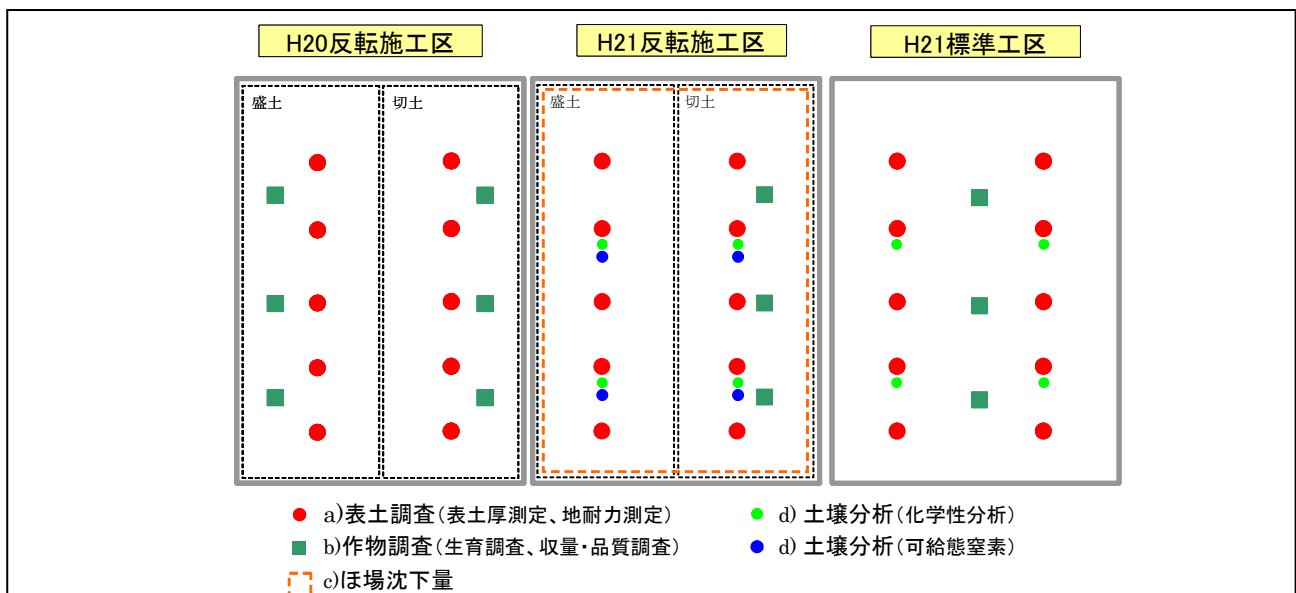 H20反転施工区
H21反転施工区
H21標準工区
盛土
切土
盛土
切土
a)表土調査(表土厚測定、地耐力測定)
b)作物調査(生育調査、収量・品質調査)
c)ほ場沈下量
d) 土壌分析(化学性分析)
d) 土壌分析(可給態窒素)